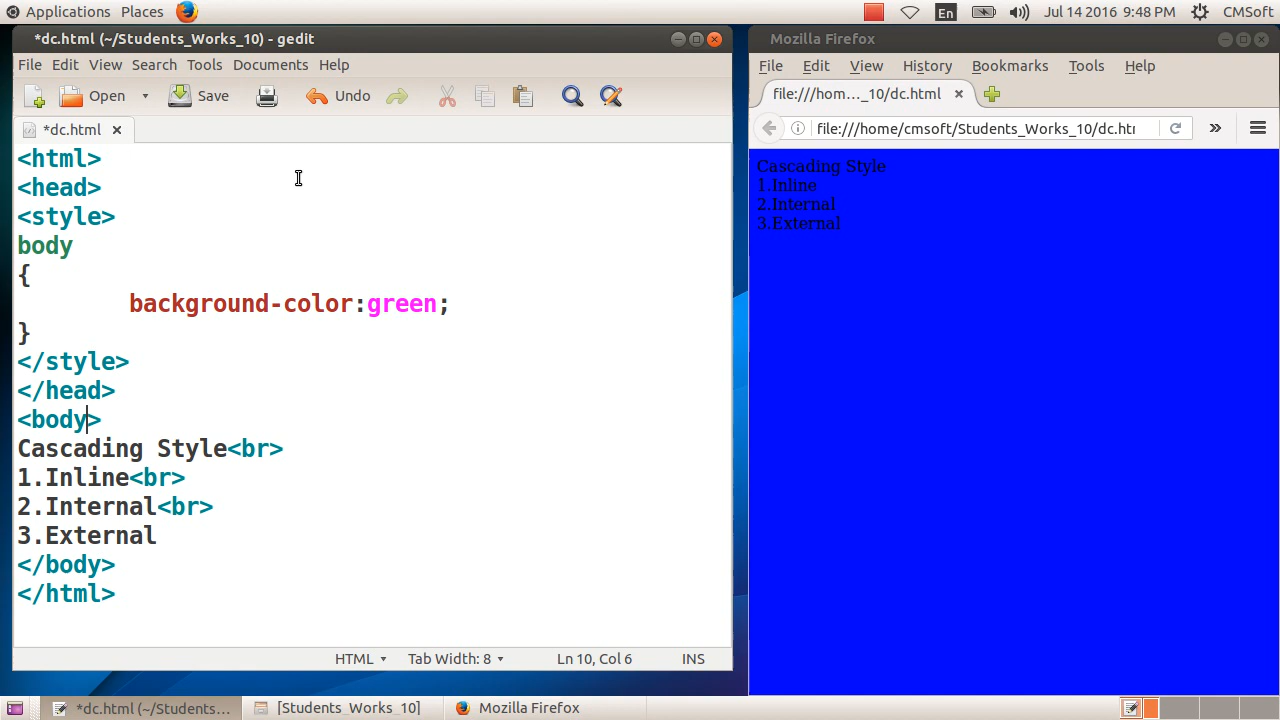 Applications Places En Jul 14 2016 9:48 PM CMSoft
*dc.html (~/Students_Works_10) - gedit
File Edit View Search Tools Documents Help
Open Save Undo
*dc.html
<html>
<head>
<style>
body
{
background-color:green;
}
</style>
</head>
<body>
Cascading Style<br>
1.Inline<br>
2.Internal<br>
3.External
</body>
</html>
HTML Tab Width: 8 Ln 10, Col 6 INS
Mozilla Firefox
File Edit View History Bookmarks Tools Help
file:///hom..._10/dc.html
file:///home/cmsoft/Students_Works_10/dc.htm
Cascading Style
1.Inline
2.Internal
3.External
*dc.html (~/Students... [Students_Works_10] Mozilla Firefox